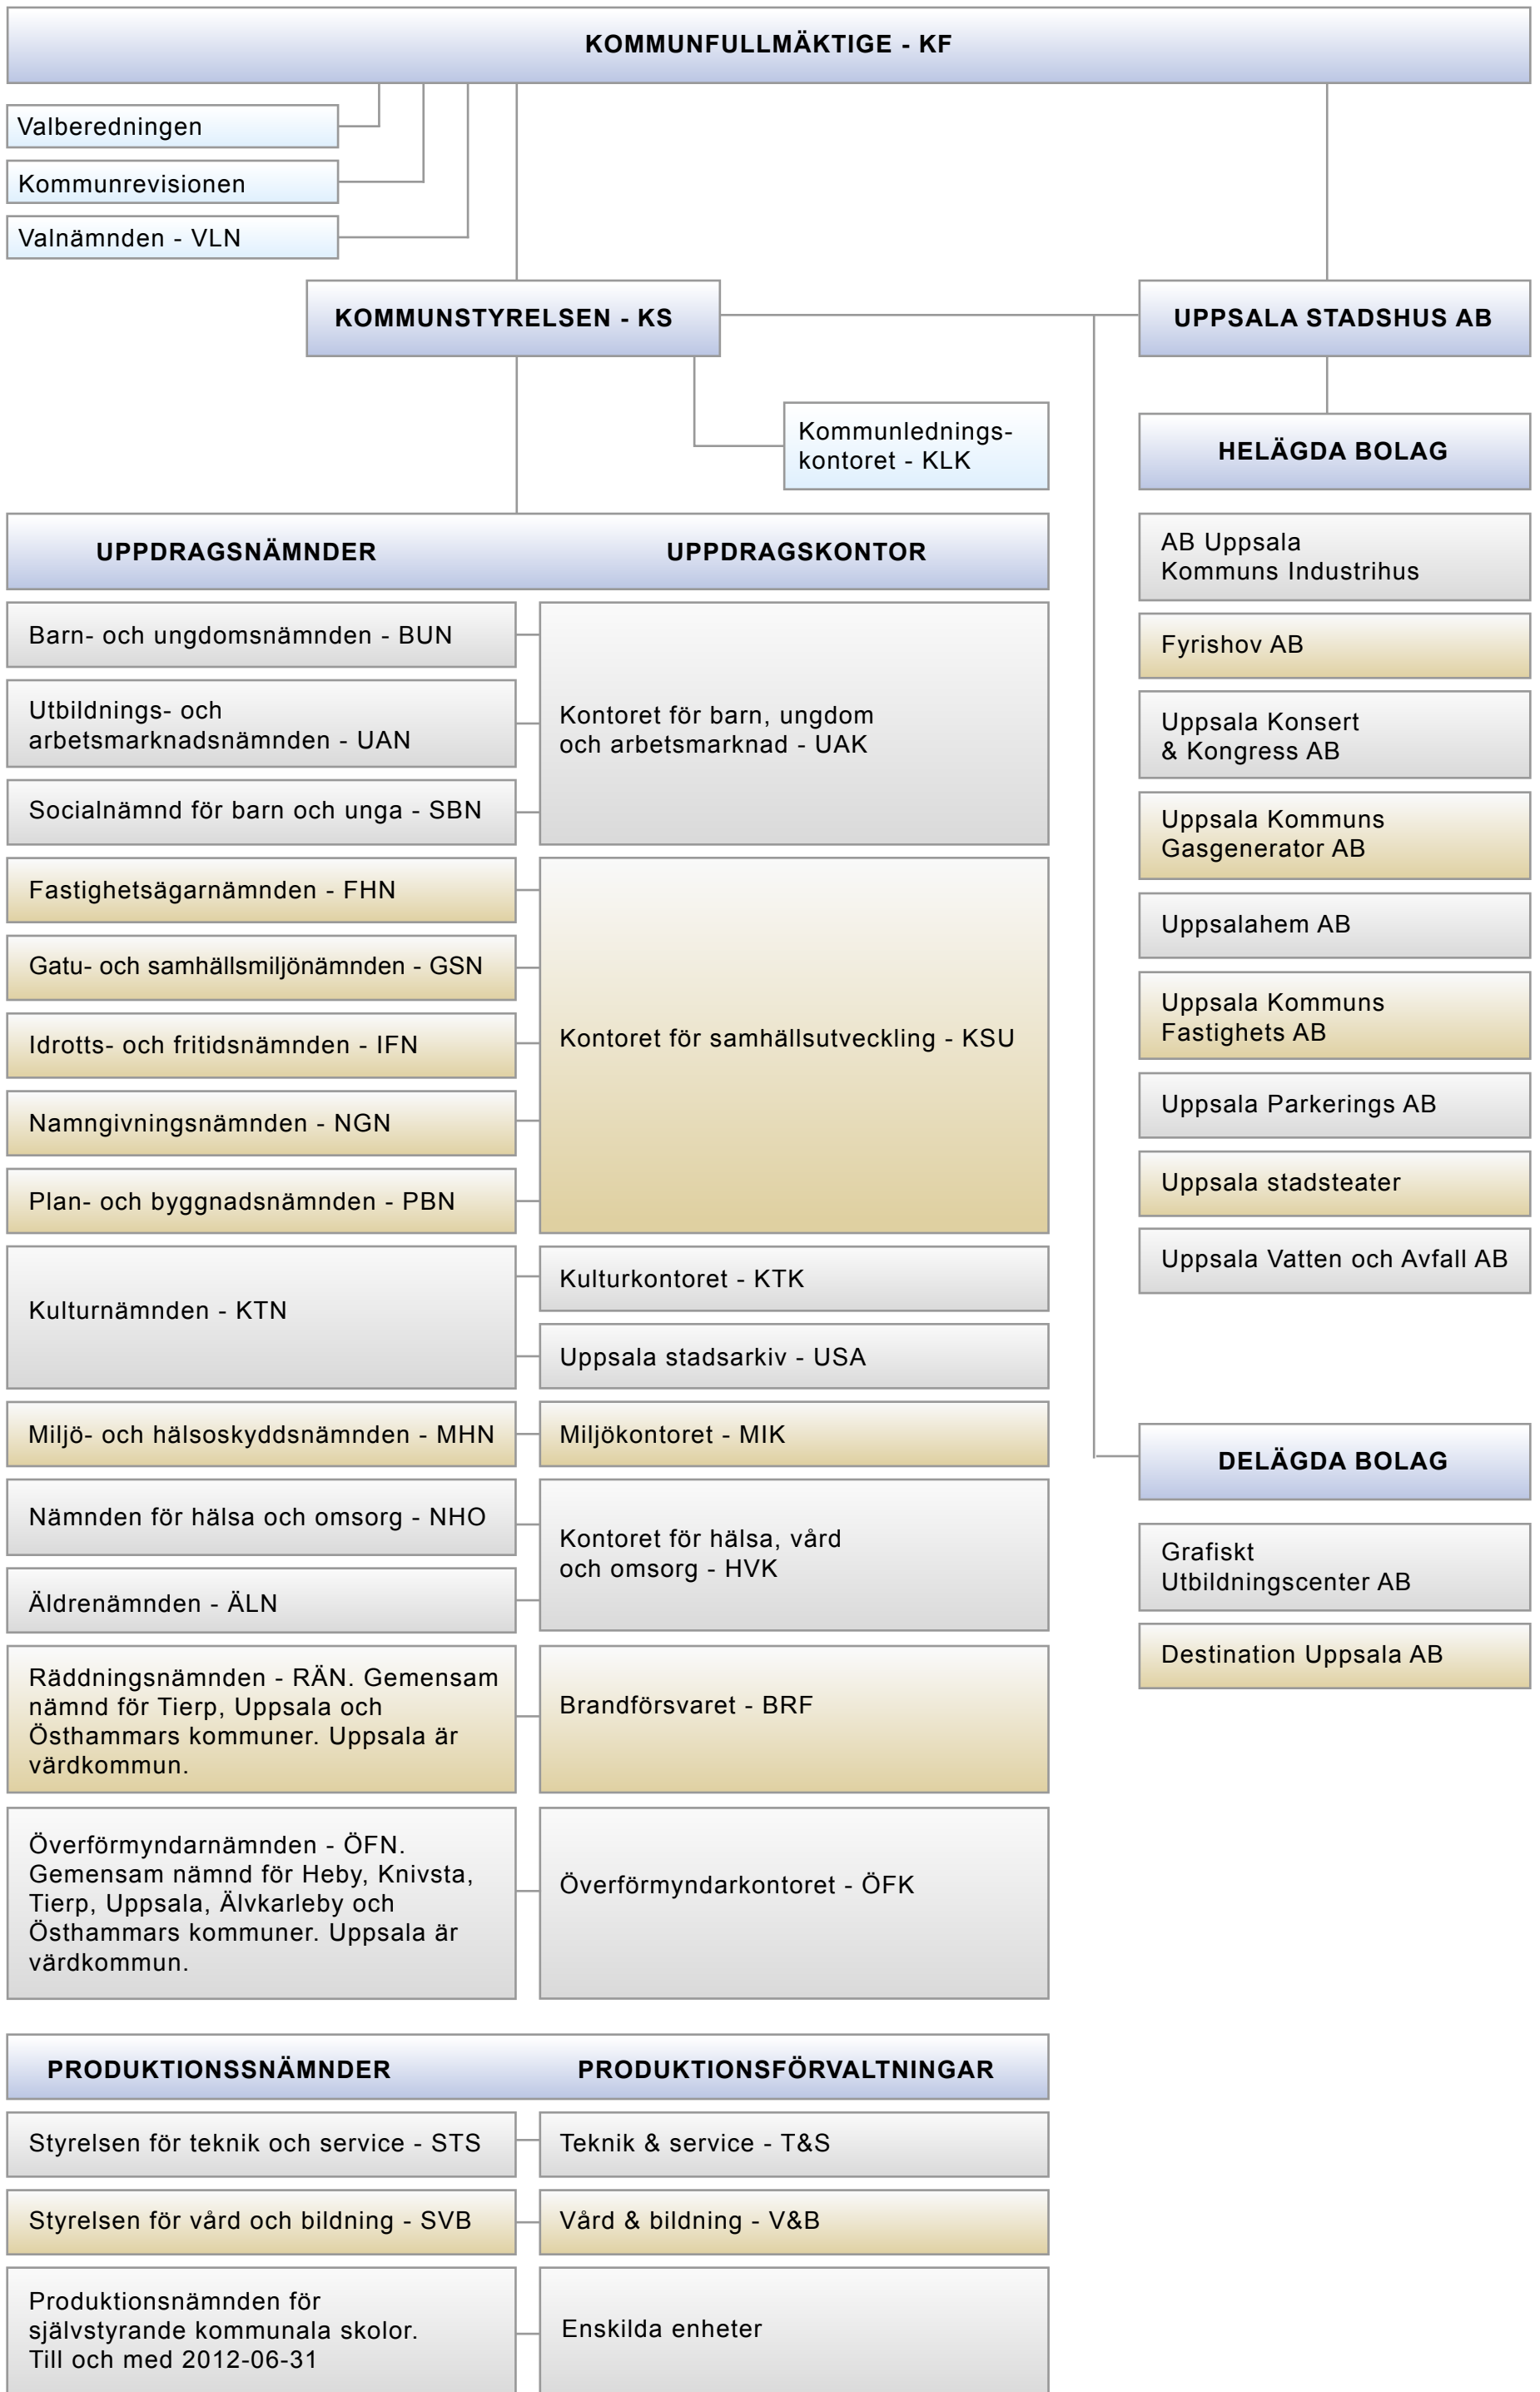 KOMMUNFULLMÄKTIGE - KF
Valberedningen
Kommunrevisionen
Valnämnden - VLN
KOMMUNSTYRELSEN - KS
UPPSALA STADSHUS AB
Kommunlednings-
kontoret - KLK
UPPDRAGSNÄMNDER
UPPDRAGSKONTOR
Barn- och ungdomsnämnden - BUN
Utbildnings- och
arbetsmarknadsnämnden - UAN
Socialnämnd för barn och unga - SBN
Kontoret för barn, ungdom
och arbetsmarknad - UAK
Fastighetsägarnämnden - FHN
Gatu- och samhällsmiljönämnden - GSN
Idrotts- och fritidsnämnden - IFN
Namngivningsnämnden - NGN
Plan- och byggnadsnämnden - PBN
Kontoret för samhällsutveckling - KSU
Kulturnämnden - KTN
Kulturkontoret - KTK
Uppsala stadsarkiv - USA
Miljö- och hälsoskyddsnämnden - MHN
Miljökontoret - MIK
Nämnden för hälsa och omsorg - NHO
Äldrenämnden - ÄLN
Kontoret för hälsa, vård
och omsorg - HVK
Räddningsnämnden - RÄN. Gemensam
nämnd för Tierp, Uppsala och
Östhammars kommuner. Uppsala är
värdkommun.
Brandförsvaret - BRF
Överförmyndarnämnden - ÖFN.
Gemensam nämnd för Heby, Knivsta,
Tierp, Uppsala, Älvkarleby och
Östhammars kommuner. Uppsala är
värdkommun.
Överförmyndarkontoret - ÖFK
PRODUKTIONSSNÄMNDER
PRODUKTIONSFÖRVALTNINGAR
Styrelsen för teknik och service - STS
Teknik & service - T&S
Styrelsen för vård och bildning - SVB
Vård & bildning - V&B
Produktionsnämnden för
självstyrande kommunala skolor.
Till och med 2012-06-31
Enskilda enheter
HELÄGDA BOLAG
AB Uppsala
Kommuns Industrihus
Fyrishov AB
Uppsala Konsert
& Kongress AB
Uppsala Kommuns
Gasgenerator AB
Uppsalahem AB
Uppsala Kommuns
Fastighets AB
Uppsala Parkerings AB
Uppsala stadsteater
Uppsala Vatten och Avfall AB
DELÄGDA BOLAG
Grafiskt
Utbildningscenter AB
Destination Uppsala AB